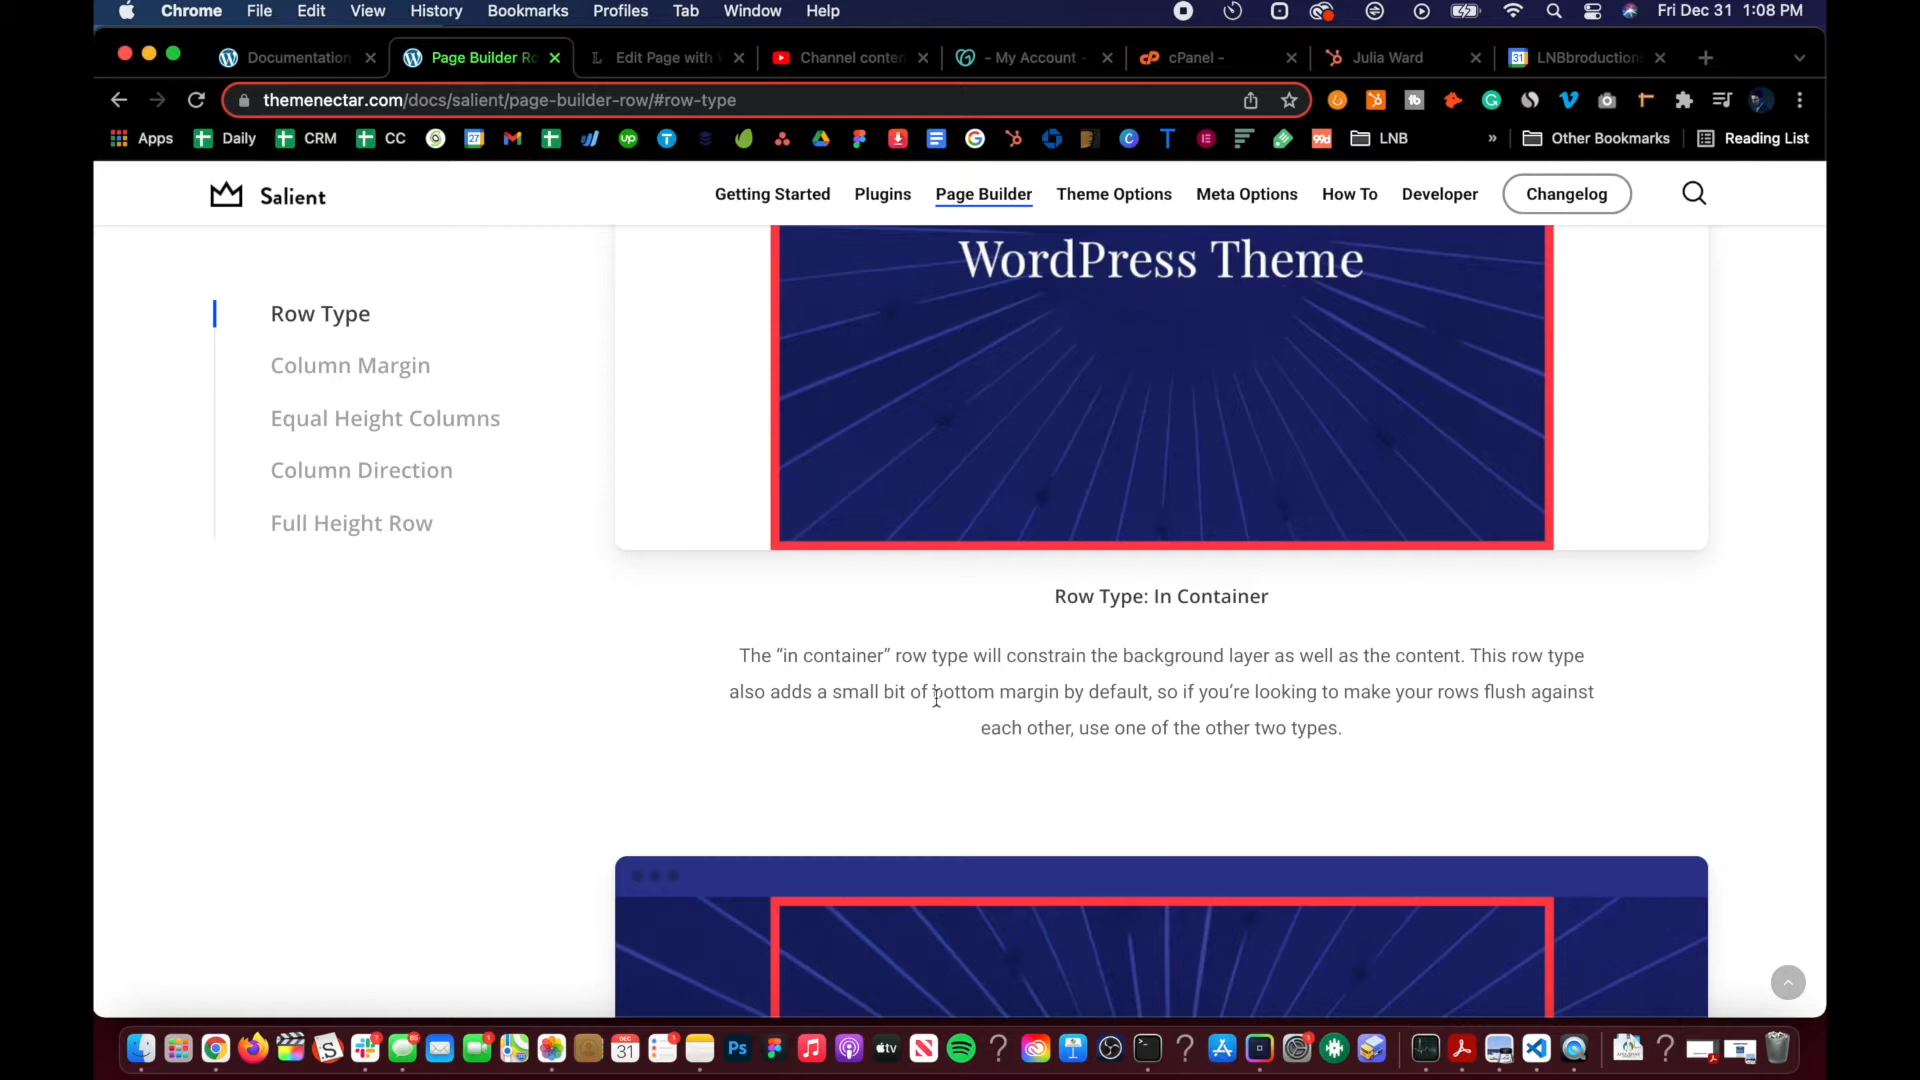 Chrome File Edit View History Bookmarks Profiles Tab Window Help Fri Dec 31 1:08 PM
Documentation Page Builder Ro Edit Page with Channel conten - My Account - cPanel - Julia Ward LNBbroduction
themenectar.com/docs/salient/page-builder-row/#row-type
Apps Daily CRM CC LNB » Other Bookmarks Reading List
Salient Getting Started Plugins Page Builder Theme Options Meta Options How To Developer Changelog
WordPress Theme
Row Type
Column Margin
Equal Height Columns
Column Direction
Full Height Row
Row Type: In Container
The “in container” row type will constrain the background layer as well as the content. This row type
also adds a small bit of bottom margin by default, so if you’re looking to make your rows flush against
each other, use one of the other two types.